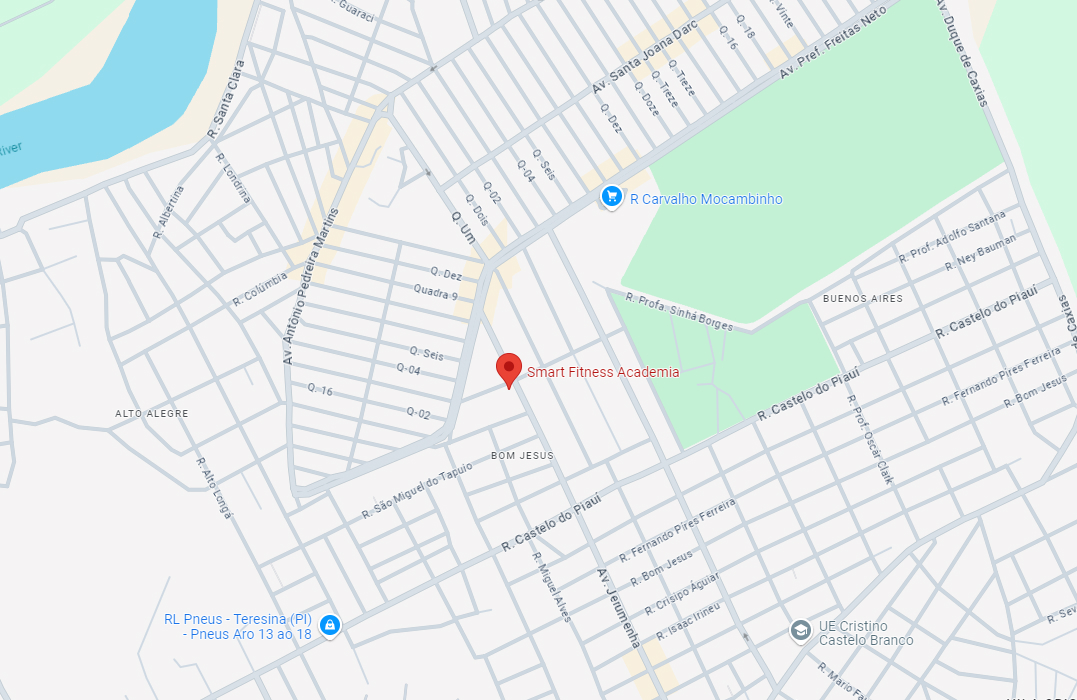 R. Guaraci
Q. Vinte
Q. 18
Q. 16
Av. Santa Joana Darc
Av. Pref. Freitas Neto
Av. Duque de Caxias
R. Santa Clara
Q. Treze
Q. Treze
Q. Doze
Q. Dez
River
R. Londrina
Q. Seis
Q-04
Q-02
Q. Dois
Q. Um
R. Albertina
R Carvalho Mocambinho
Av. Antônio Pedreira Martins
R. Prof. Adolfo Santana
R. Ney Bauman
R. Colúmbia
Q. Dez
Quadra 9
R. Profa. Sinhá Borges
BUENOS AIRES
R. Castelo do Piauí
Caxias
Q. Seis
Q-04
Smart Fitness Academia
R. Fernando Pires Ferreira
R. Bom Jesus
Q. 16
Q-02
R. Castelo do Piauí
ALTO ALEGRE
R. Prof. Oscár Clark
BOM JESUS
R. São Miguel do Tapuio
R. Alto Longá
R. Castelo do Piauí
R. Fernando Pires Ferreira
R. Bom Jesus
R. Miguel Alves
Av. Jerumenha
R. Crisipo Águiar
R. Isaac Irineu
RL Pneus - Teresina (PI)
- Pneus Aro 13 ao 18
UE Cristino
Castelo Branco
R. Mario Fa
R. Sev